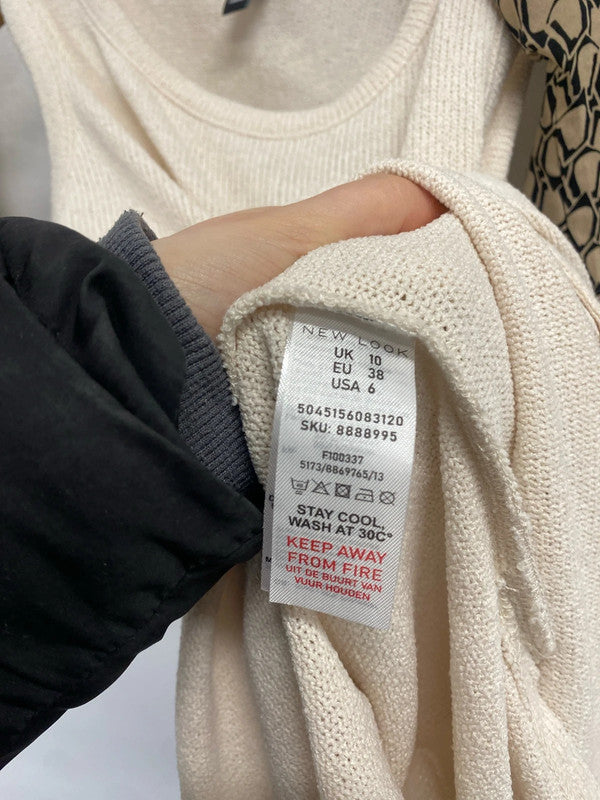 NEW LOOK
UK 10
EU 38
USA 6
5045156083120
SKU: 8888995
F100337
5173/8869765/13
STAY COOL,
WASH AT 30C°
KEEP AWAY
FROM FIRE
UIT DE BUURT VAN
VUUR HOUDEN